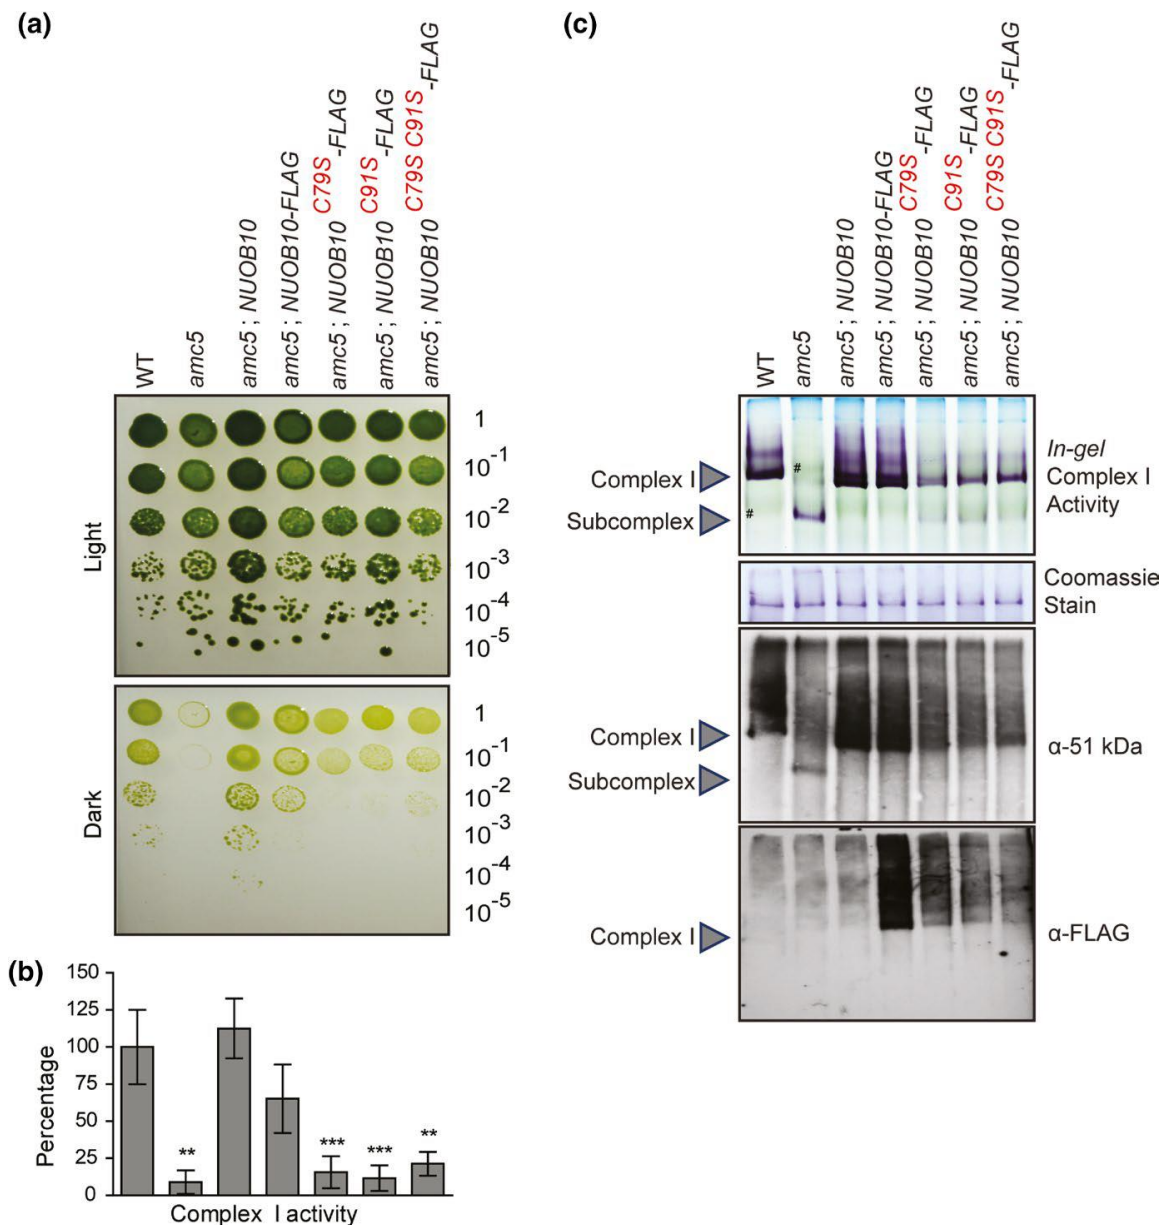 (a)
WT
amc5
amc5 ; NUOB10
amc5 ; NUOB10-FLAG
amc5 ; NUOB10 C79S -FLAG
amc5 ; NUOB10 C91S -FLAG
amc5 ; NUOB10 C79S C91S -FLAG
Light
1
10-1
10-2
10-3
10-4
10-5
Dark
1
10-1
10-2
10-3
10-4
10-5
(b)
Percentage
150
125
100
75
50
25
0
**
***
***
**
Complex I activity
(c)
WT
amc5
amc5 ; NUOB10
amc5 ; NUOB10-FLAG
amc5 ; NUOB10 C79S -FLAG
amc5 ; NUOB10 C91S -FLAG
amc5 ; NUOB10 C79S C91S -FLAG
Complex I
Subcomplex
#
#
In-gel
Complex I
Activity
Coomassie
Stain
Complex I
Subcomplex
α-51 kDa
Complex I
α-FLAG